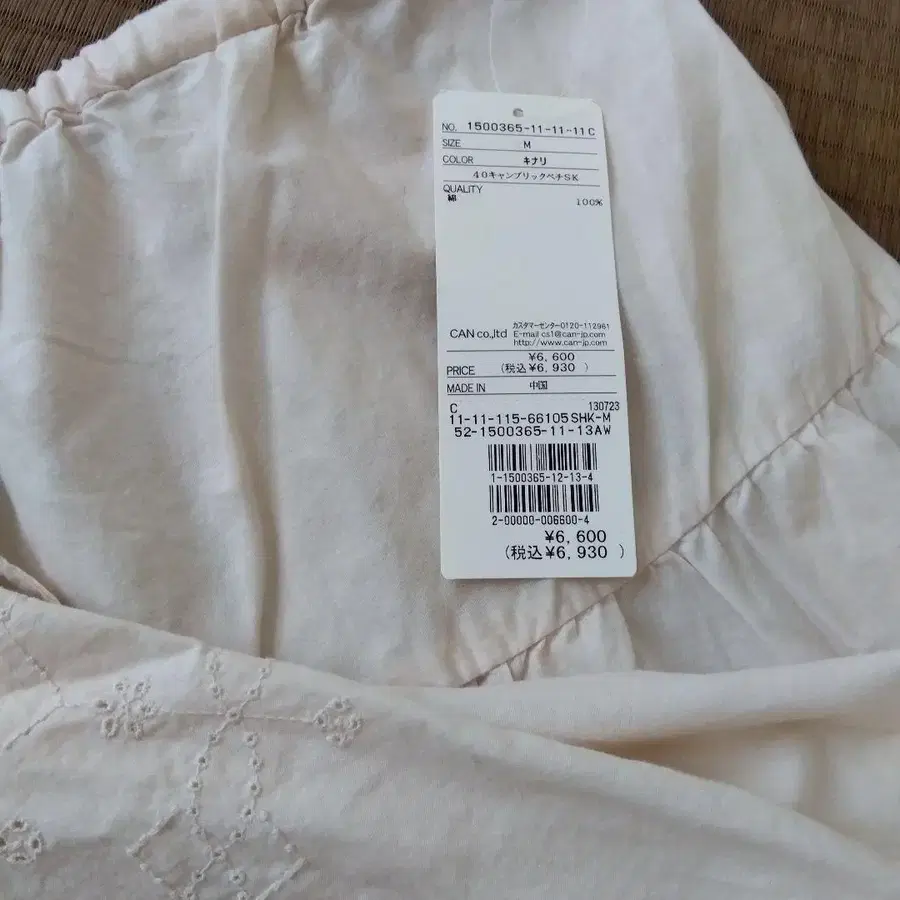 NO. 1500365-11-11-11 C
SIZE M
COLOR キナリ
40キャンブリックペチSK
QUALITY
綿 100%
CAN co.,ltd カスタマーセンター0120-112961
E-mail cs1@can-jp.com
http://www.can-jp.com
¥6,600
PRICE (税込¥6,930 )
MADE IN 中国
C 130723
11-11-115-66105SHK-M
52-1500365-11-13AW
1-1500365-12-13-4
2-00000-006600-4
¥6,600
(税込¥6,930 )